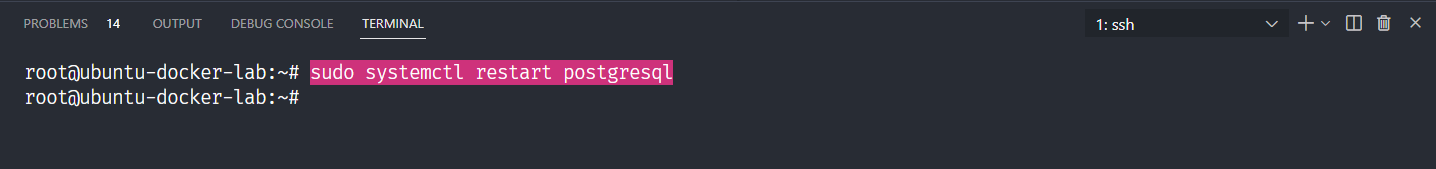 PROBLEMS 14 OUTPUT DEBUG CONSOLE TERMINAL 1: ssh
root@ubuntu-docker-lab:~# sudo systemctl restart postgresql
root@ubuntu-docker-lab:~#